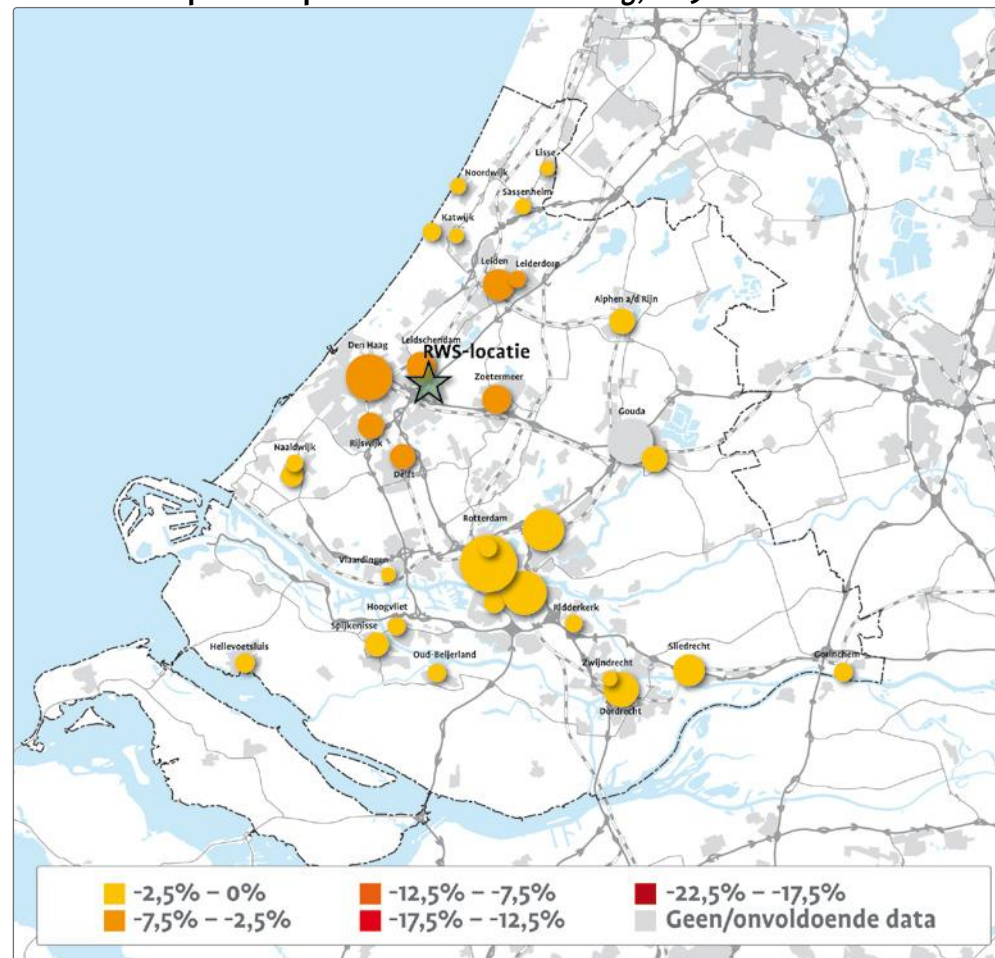 Lisse
Noordwijk
Sassenheim
Katwijk
Leiden
Leiderdorp
Alphen a/d Rijn
Den Haag
Leidschendam
RWS-locatie
Zoetermeer
Gouda
Rijswijk
Naaldwijk
Delft
Rotterdam
Vlaardingen
Hoogvliet
Ridderkerk
Spijkenisse
Hellevoetsluis
Oud-Beijerland
Zwijndrecht
Sliedrecht
Gorinchem
Dordrecht
-2,5% – 0%
-12,5% – -7,5%
-22,5% – -17,5%
-7,5% – -2,5%
-17,5% – -12,5%
Geen/onvoldoende data